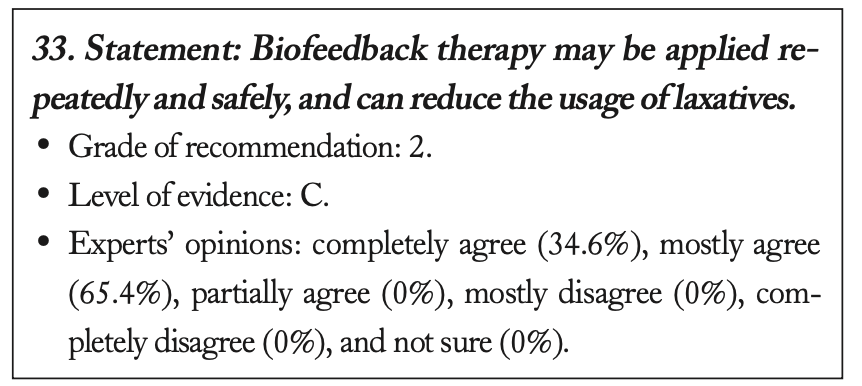 33. Statement: Biofeedback therapy may be applied re-
peatedly and safely, and can reduce the usage of laxatives.
• Grade of recommendation: 2.
• Level of evidence: C.
• Experts’ opinions: completely agree (34.6%), mostly agree
(65.4%), partially agree (0%), mostly disagree (0%), com-
pletely disagree (0%), and not sure (0%).